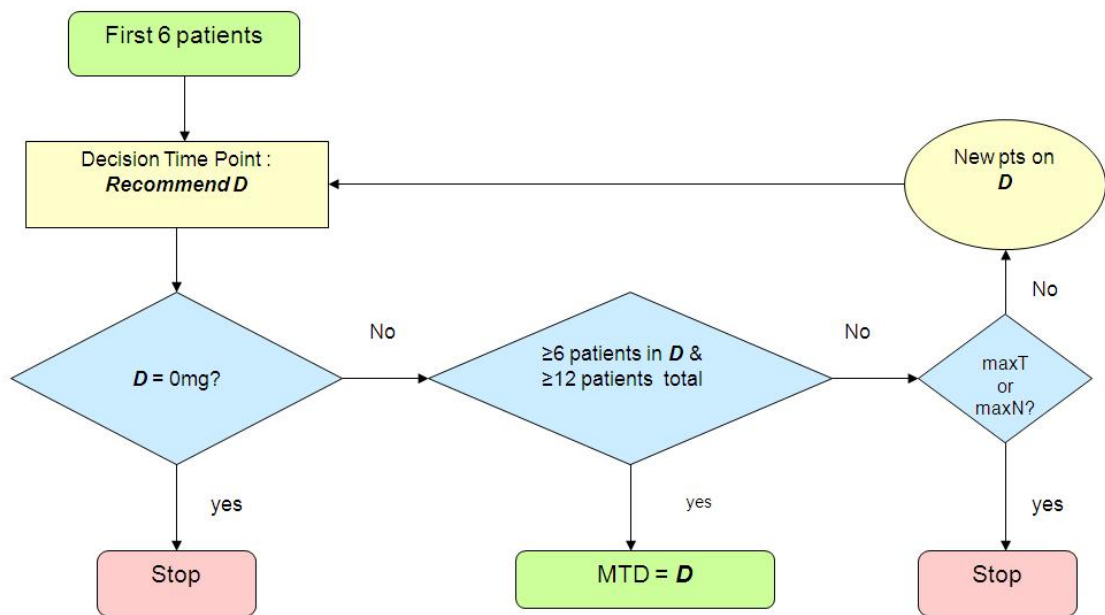 First 6 patients
Decision Time Point :
Recommend D
New pts on
D
No
No
No
D = 0mg?
≥6 patients in D &
≥12 patients total
maxT
or
maxN?
yes
yes
yes
Stop
MTD = D
Stop